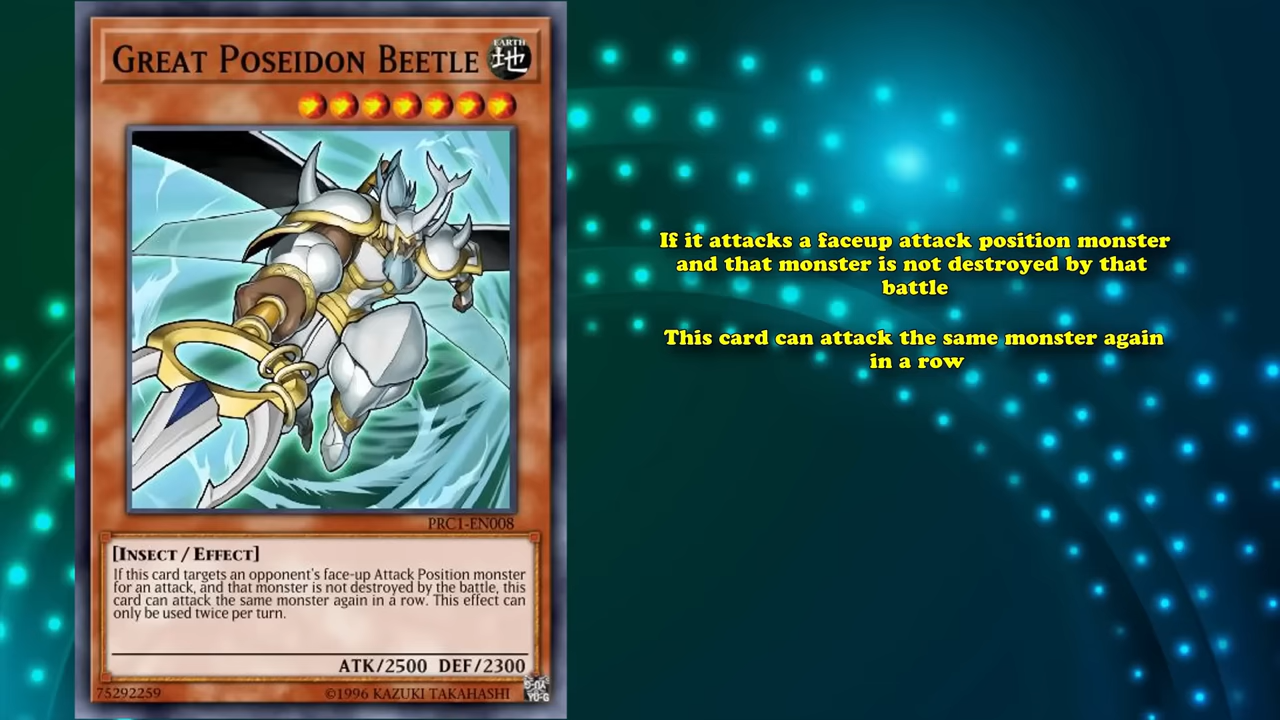 GREAT POSEIDON BEETLE
EARTH
地
PRC1-EN008
[INSECT / EFFECT]
If this card targets an opponent's face-up Attack Position monster
for an attack, and that monster is not destroyed by the battle, this
card can attack the same monster again in a row. This effect can
only be used twice per turn.
ATK/2500 DEF/2300
75292259
©1996 KAZUKI TAKAHASHI
If it attacks a faceup attack position monster
and that monster is not destroyed by that
battle
This card can attack the same monster again
in a row